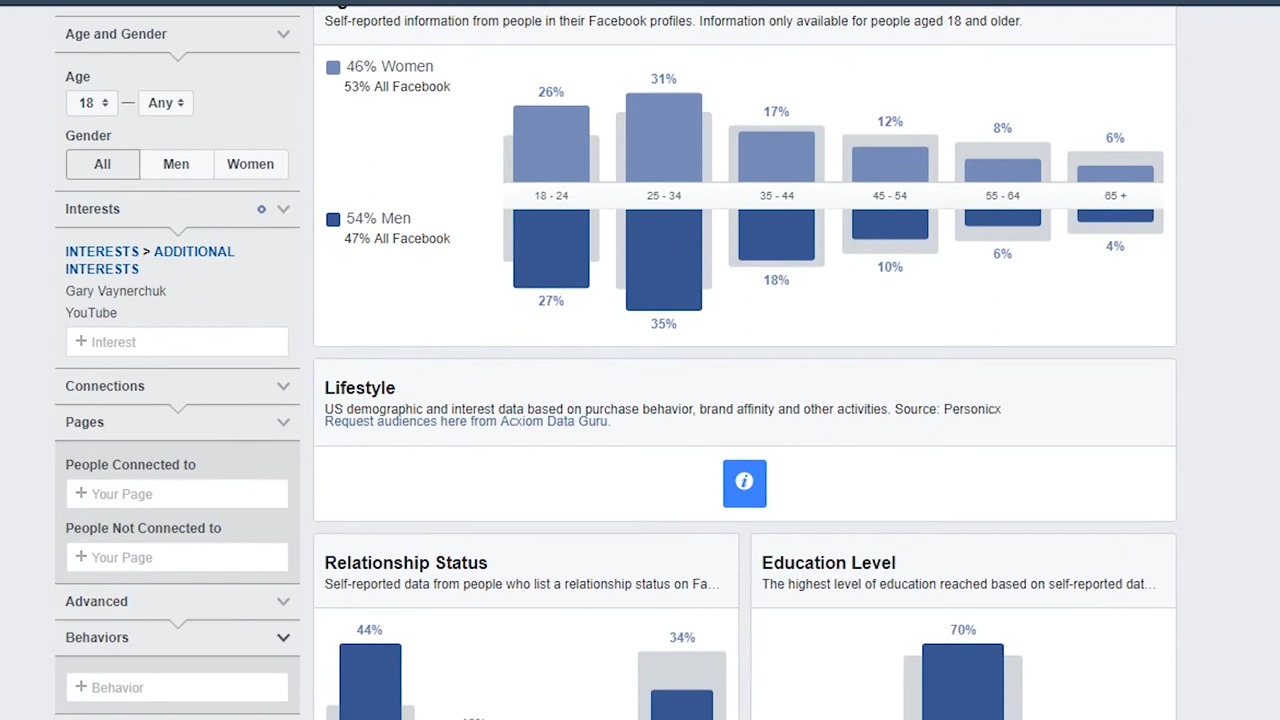 Age and Gender
Age
18
—
Any
Gender
All
Men
Women
Interests
INTERESTS > ADDITIONAL
INTERESTS
Gary Vaynerchuk
YouTube
+ Interest
Connections
Pages
People Connected to
+ Your Page
People Not Connected to
+ Your Page
Advanced
Behaviors
+ Behavior
Self-reported information from people in their Facebook profiles. Information only available for people aged 18 and older.
46% Women
53% All Facebook
26%
31%
17%
12%
8%
6%
18 - 24
25 - 34
35 - 44
45 - 54
55 - 64
65 +
54% Men
47% All Facebook
27%
35%
18%
10%
6%
4%
Lifestyle
US demographic and interest data based on purchase behavior, brand affinity and other activities. Source: Personicx
Request audiences here from Acxiom Data Guru.
i
Relationship Status
Self-reported data from people who list a relationship status on Fa...
44%
34%
Education Level
The highest level of education reached based on self-reported dat...
70%